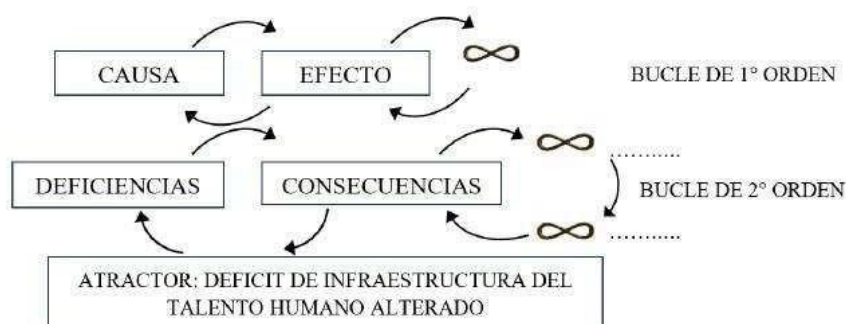 CAUSA
EFECTO
BUCLE DE 1° ORDEN
DEFICIENCIAS
CONSECUENCIAS
BUCLE DE 2° ORDEN
ATRACTOR: DEFICIT DE INFRAESTRUCTURA DEL
TALENTO HUMANO ALTERADO